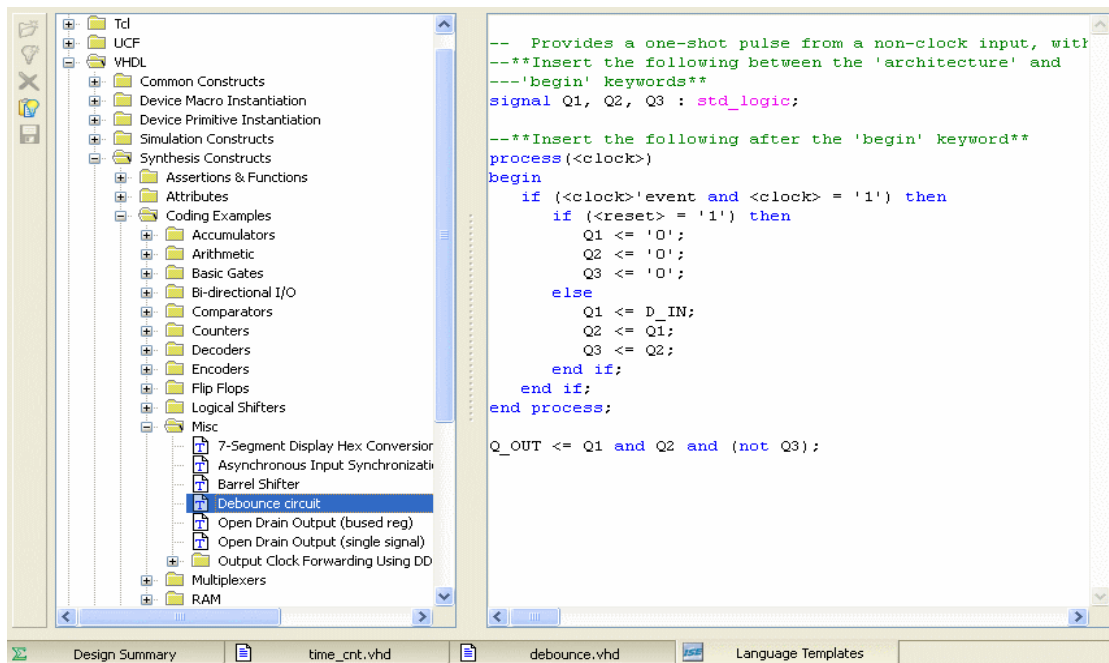 Tcl
UCF
VHDL
Common Constructs
Device Macro Instantiation
Device Primitive Instantiation
Simulation Constructs
Synthesis Constructs
Assertions & Functions
Attributes
Coding Examples
Accumulators
Arithmetic
Basic Gates
Bi-directional I/O
Comparators
Counters
Decoders
Encoders
Flip Flops
Logical Shifters
Misc
7-Segment Display Hex Conversion
Asynchronous Input Synchronizati
Barrel Shifter
Debounce circuit
Open Drain Output (bused reg)
Open Drain Output (single signal)
Output Clock Forwarding Using DD
Multiplexers
RAM
--  Provides a one-shot pulse from a non-clock input, with
--**Insert the following between the 'architecture' and
---'begin' keywords**
signal Q1, Q2, Q3 : std_logic;
--**Insert the following after the 'begin' keyword**
process(<clock>)
begin
if (<clock>'event and <clock> = '1') then
if (<reset> = '1') then
Q1 <= '0';
Q2 <= '0';
Q3 <= '0';
else
Q1 <= D_IN;
Q2 <= Q1;
Q3 <= Q2;
end if;
end if;
end process;
Q_OUT <= Q1 and Q2 and (not Q3);
Σ Design Summary
time_cnt.vhd
debounce.vhd
ISE Language Templates